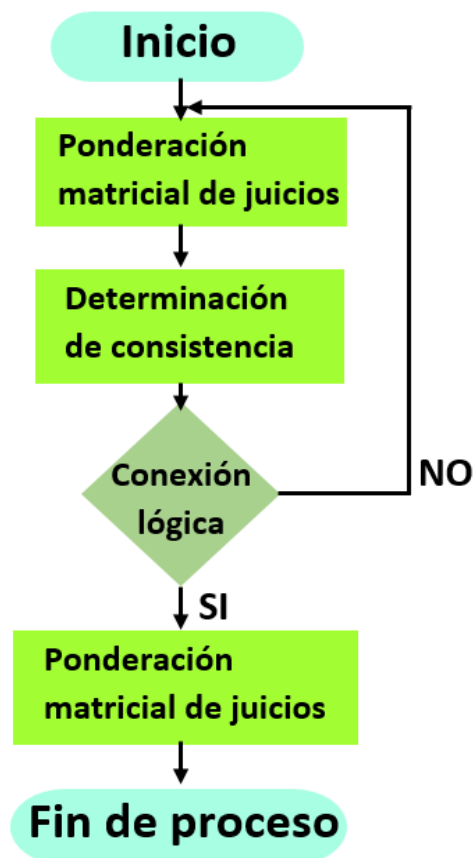 Inicio
Ponderación
matricial de juicios
Determinación
de consistencia
Conexión
lógica
NO
SI
Ponderación
matricial de juicios
Fin de proceso